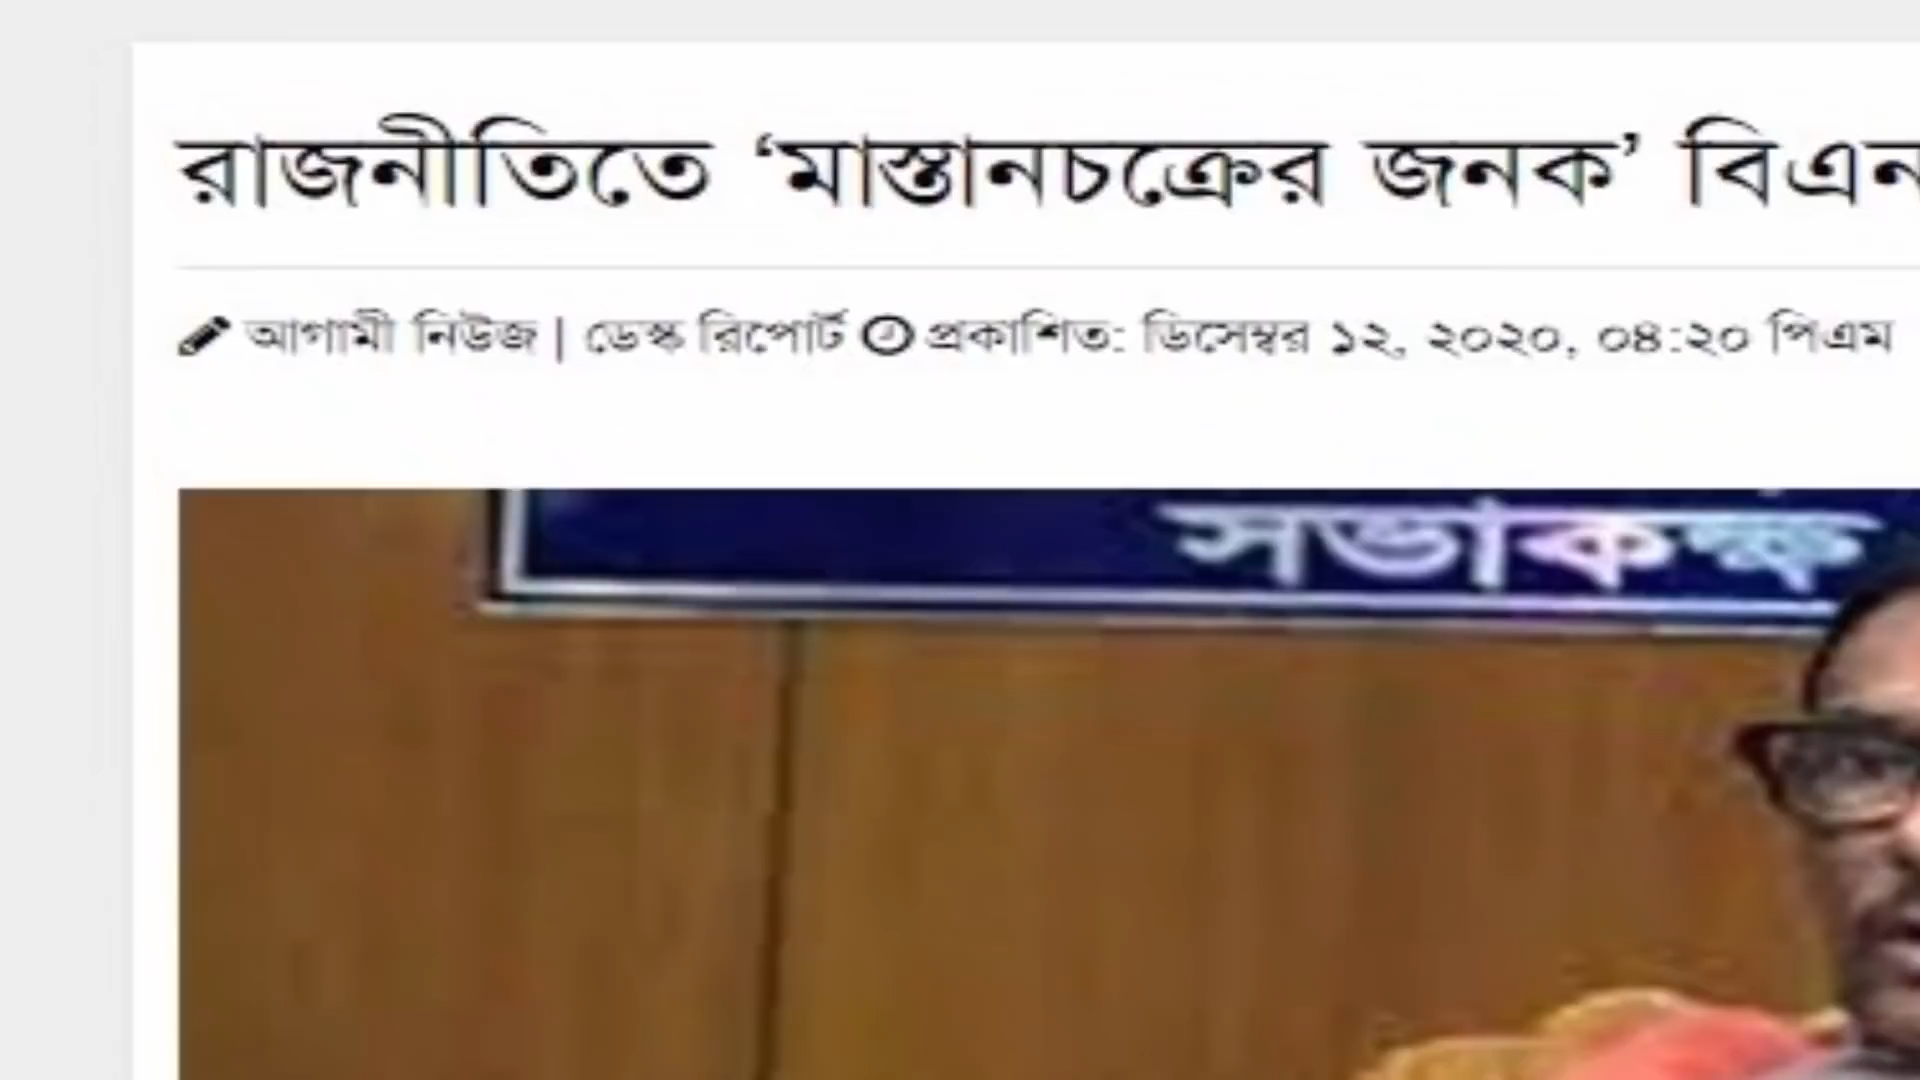 রাজনীতিতে ‘মাস্তানচক্রের জনক’ বিএন
আগামী নিউজ | ডেস্ক রিপোর্ট প্রকাশিত: ডিসেম্বর ১২, ২০২০, ০৪:২০ পিএম
সভাকক্ষ